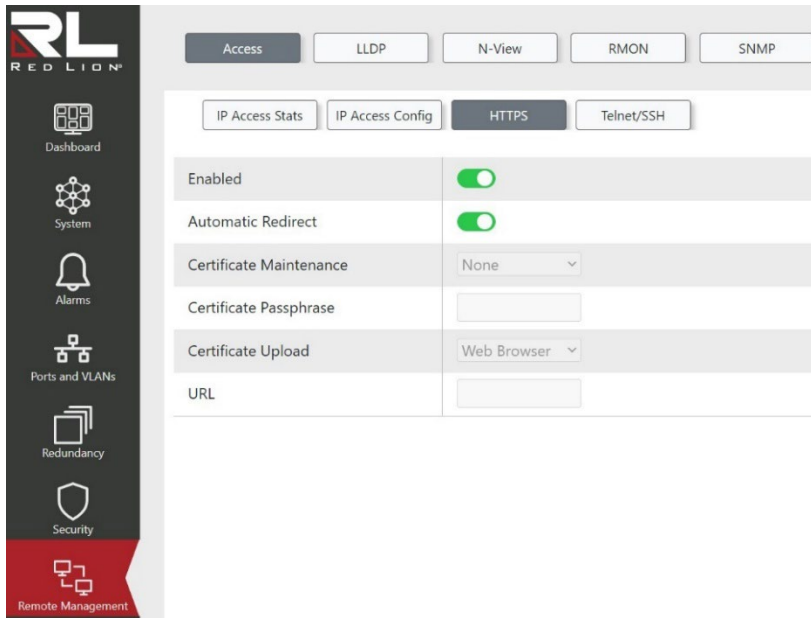 RL
RED LION®
Access LLDP N-View RMON SNMP
IP Access Stats IP Access Config HTTPS Telnet/SSH
Dashboard
System
Alarms
Ports and VLANs
Redundancy
Security
Remote Management
Enabled
Automatic Redirect
Certificate Maintenance None
Certificate Passphrase
Certificate Upload Web Browser
URL